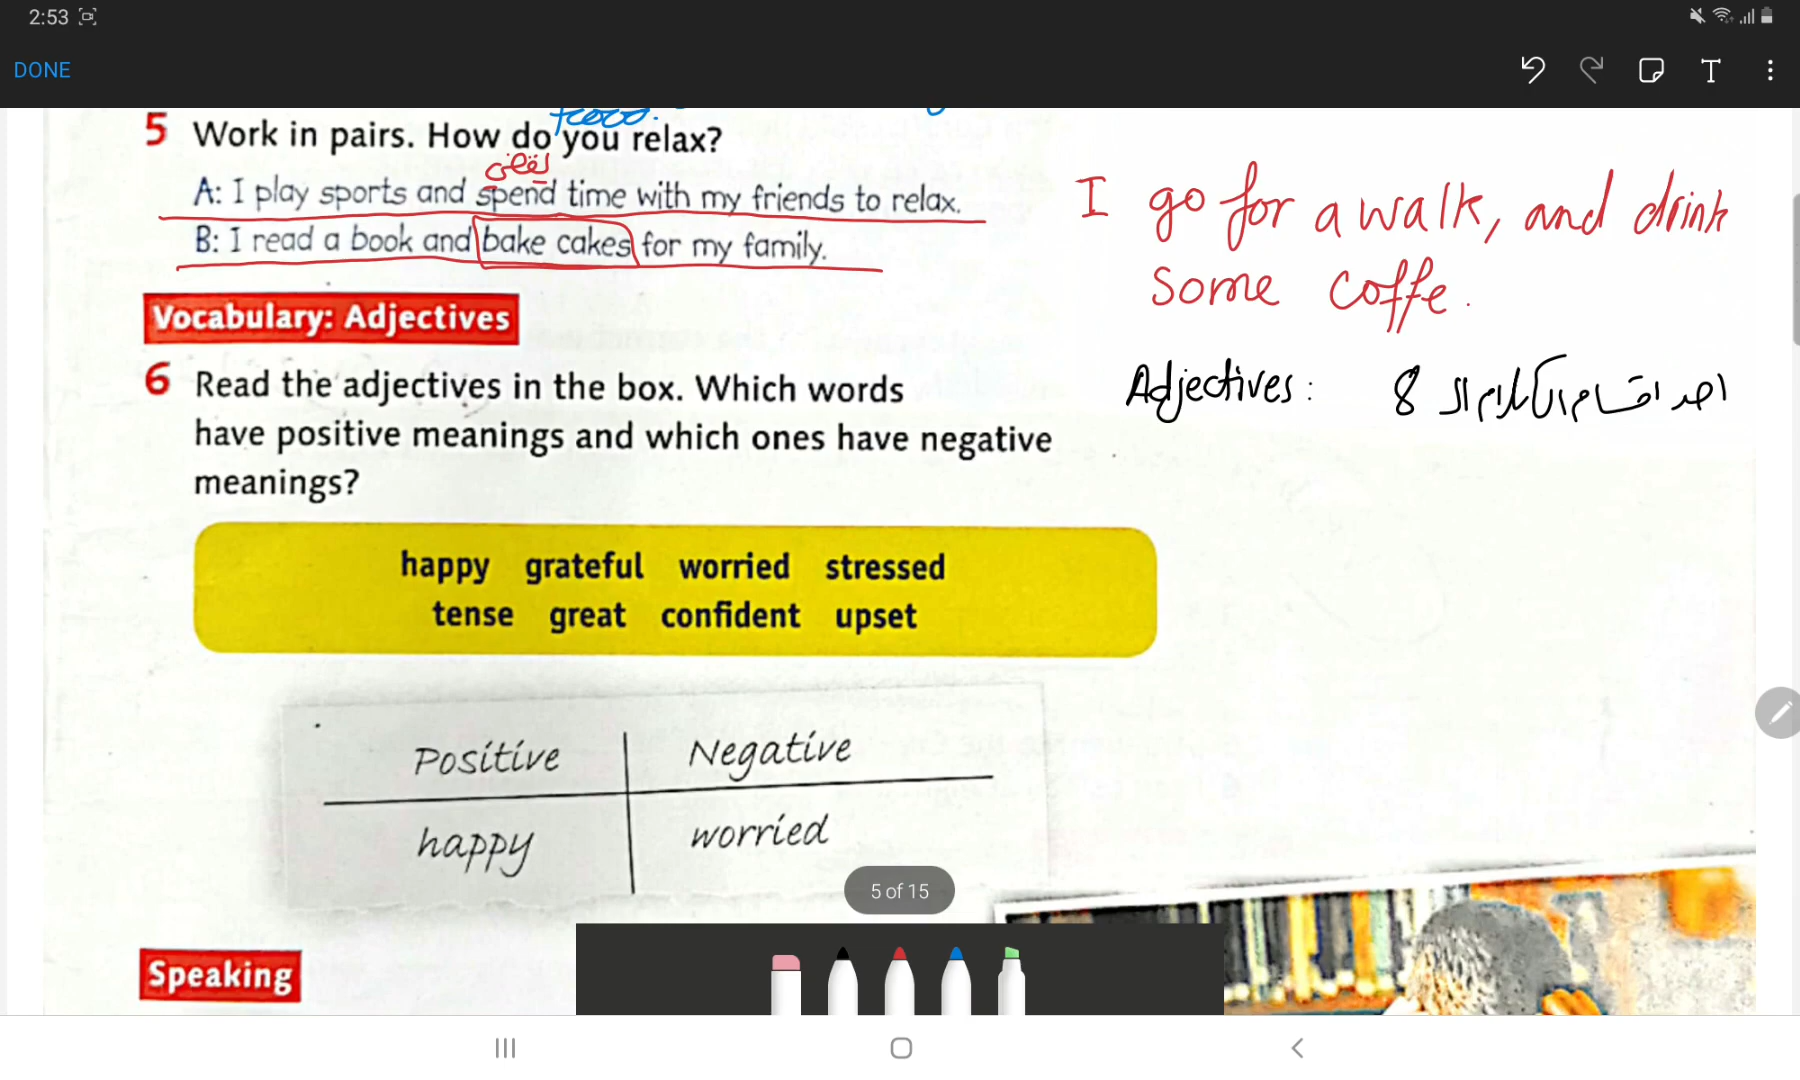 2:53
DONE
food.
5 Work in pairs. How do you relax?
A: I play sports and spend time with my friends to relax.
B: I read a book and bake cakes for my family.
I go for a walk, and drink
some coffe.
Vocabulary: Adjectives
Adjectives: احد اقسام الكلام الـ 8
6 Read the adjectives in the box. Which words
have positive meanings and which ones have negative
meanings?
happy grateful worried stressed
tense great confident upset
Positive Negative
happy worried
5 of 15
Speaking